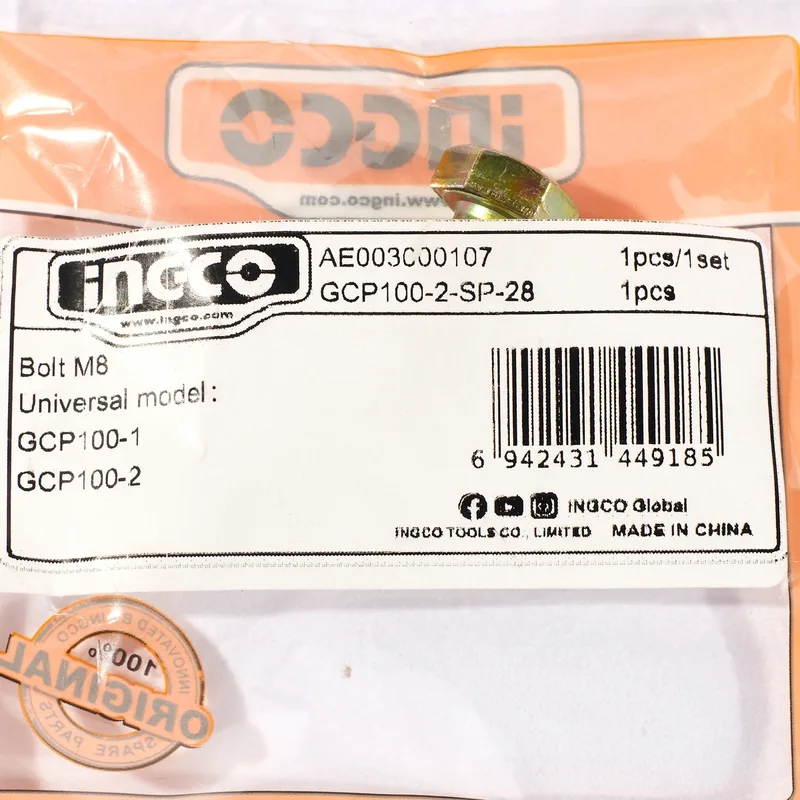 INGCO
www.ingco.com
INGCO
www.ingco.com
AE003C00107 1pcs/1set
GCP100-2-SP-28 1pcs
Bolt M8
Universal model:
GCP100-1
GCP100-2
6 942431 449185
INGCO Global
INGCO TOOLS CO., LIMITED MADE IN CHINA
INNOVATED BY INGCO
100%
ORIGINAL
SPARE PARTS